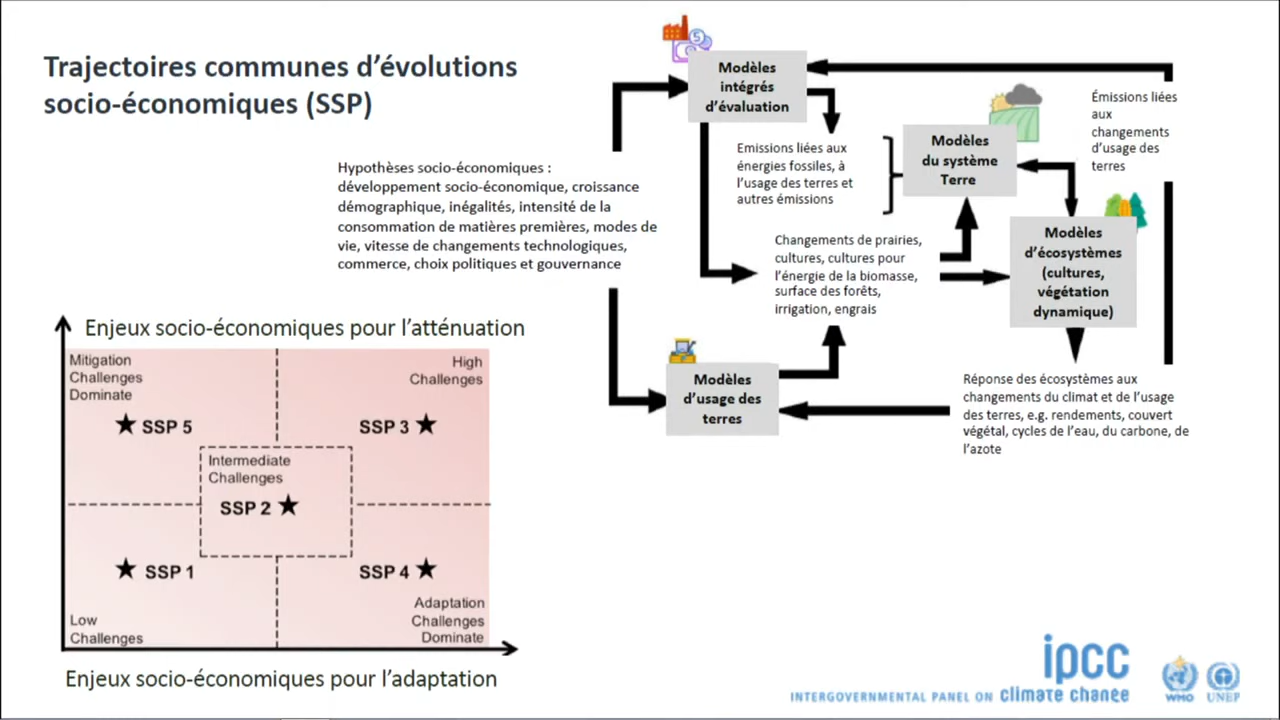 Trajectoires communes d’évolutions
socio-économiques (SSP)
Hypothèses socio-économiques :
développement socio-économique, croissance
démographique, inégalités, intensité de la
consommation de matières premières, modes de
vie, vitesse de changements technologiques,
commerce, choix politiques et gouvernance
Modèles
intégrés
d’évaluation
Emissions liées aux
énergies fossiles, à
l’usage des terres et
autres émissions
Modèles
du système
Terre
Émissions liées
aux
changements
d’usage des
terres
Changements de prairies,
cultures, cultures pour
l’énergie de la biomasse,
surface des forêts,
irrigation, engrais
Modèles
d’écosystèmes
(cultures,
végétation
dynamique)
Modèles
d’usage des
terres
Réponse des écosystèmes aux
changements du climat et de l’usage
des terres, e.g. rendements, couvert
végétal, cycles de l’eau, du carbone, de
l’azote
Enjeux socio-économiques pour l’atténuation
Mitigation
Challenges
Dominate
High
Challenges
SSP 5
SSP 3
Intermediate
Challenges
SSP 2
SSP 1
SSP 4
Low
Challenges
Adaptation
Challenges
Dominate
Enjeux socio-économiques pour l’adaptation
ipcc
INTERGOVERNMENTAL PANEL ON climate change
WMO
UNEP